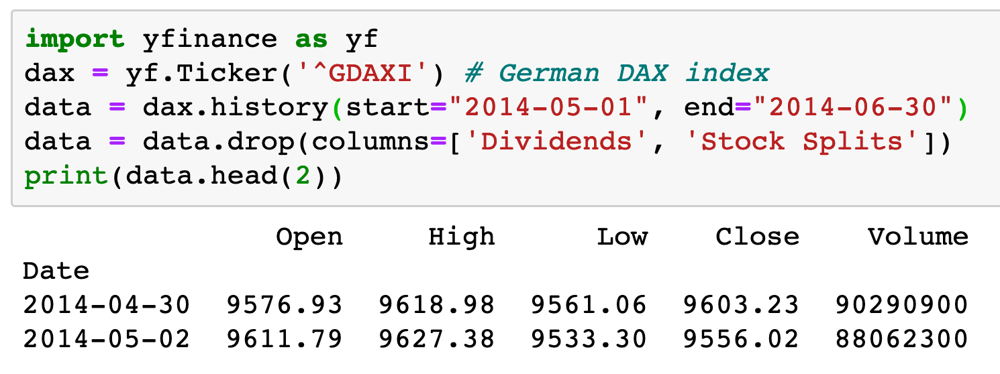 import yfinance as yf
dax = yf.Ticker('^GDAXI') # German DAX index
data = dax.history(start="2014-05-01", end="2014-06-30")
data = data.drop(columns=['Dividends', 'Stock Splits'])
print(data.head(2))
Open High Low Close Volume
Date
2014-04-30 9576.93 9618.98 9561.06 9603.23 90290900
2014-05-02 9611.79 9627.38 9533.30 9556.02 88062300